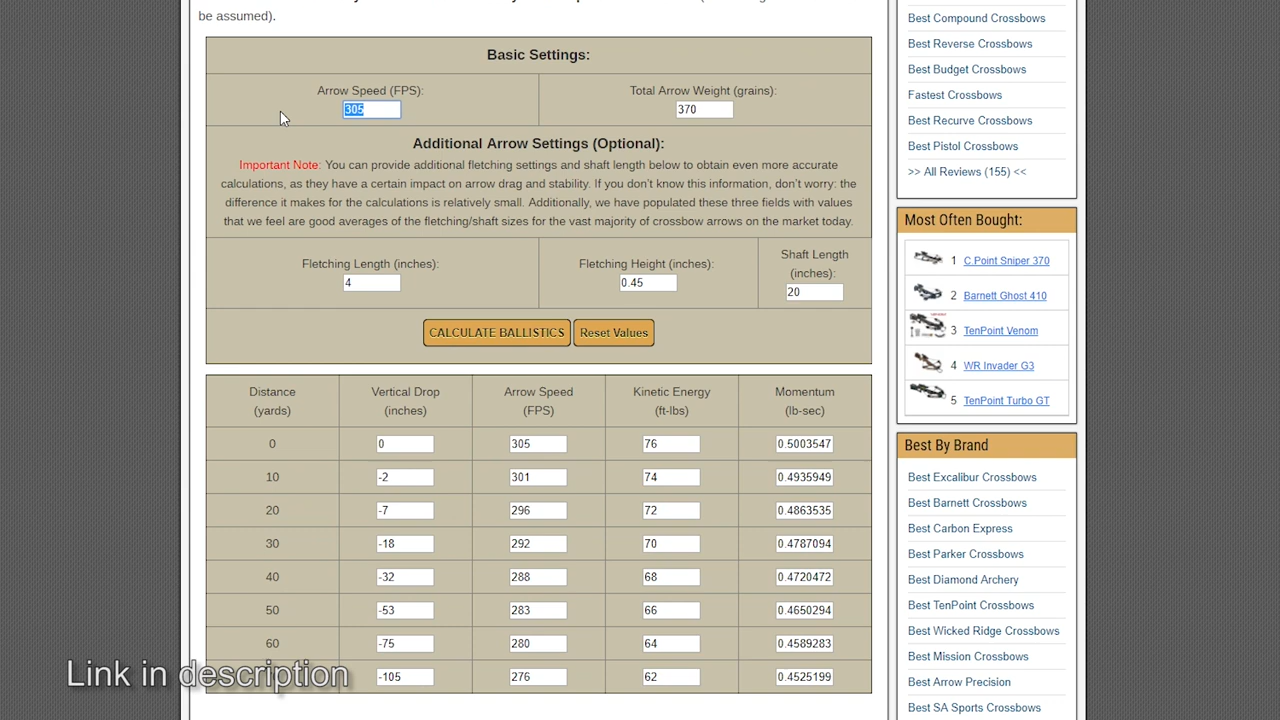 be assumed).
Basic Settings:
Arrow Speed (FPS):
305
Total Arrow Weight (grains):
370
Additional Arrow Settings (Optional):
Important Note: You can provide additional fletching settings and shaft length below to obtain even more accurate
calculations, as they have a certain impact on arrow drag and stability. If you don't know this information, don't worry: the
difference it makes for the calculations is relatively small. Additionally, we have populated these three fields with values
that we feel are good averages of the fletching/shaft sizes for the vast majority of crossbow arrows on the market today.
Fletching Length (inches):
4
Fletching Height (inches):
0.45
Shaft Length
(inches):
20
CALCULATE BALLISTICS Reset Values
Distance Vertical Drop Arrow Speed Kinetic Energy Momentum
(yards) (inches) (FPS) (ft-lbs) (lb-sec)
0 0 305 76 0.5003547
10 -2 301 74 0.4935949
20 -7 296 72 0.4863535
30 -18 292 70 0.4787094
40 -32 288 68 0.4720472
50 -53 283 66 0.4650294
60 -75 280 64 0.4589283
-105 276 62 0.4525199
Link in description
Best Compound Crossbows
Best Reverse Crossbows
Best Budget Crossbows
Fastest Crossbows
Best Recurve Crossbows
Best Pistol Crossbows
>> All Reviews (155) <<
Most Often Bought:
1 C.Point Sniper 370
2 Barnett Ghost 410
3 TenPoint Venom
4 WR Invader G3
5 TenPoint Turbo GT
Best By Brand
Best Excalibur Crossbows
Best Barnett Crossbows
Best Carbon Express
Best Parker Crossbows
Best Diamond Archery
Best TenPoint Crossbows
Best Wicked Ridge Crossbows
Best Mission Crossbows
Best Arrow Precision
Best SA Sports Crossbows